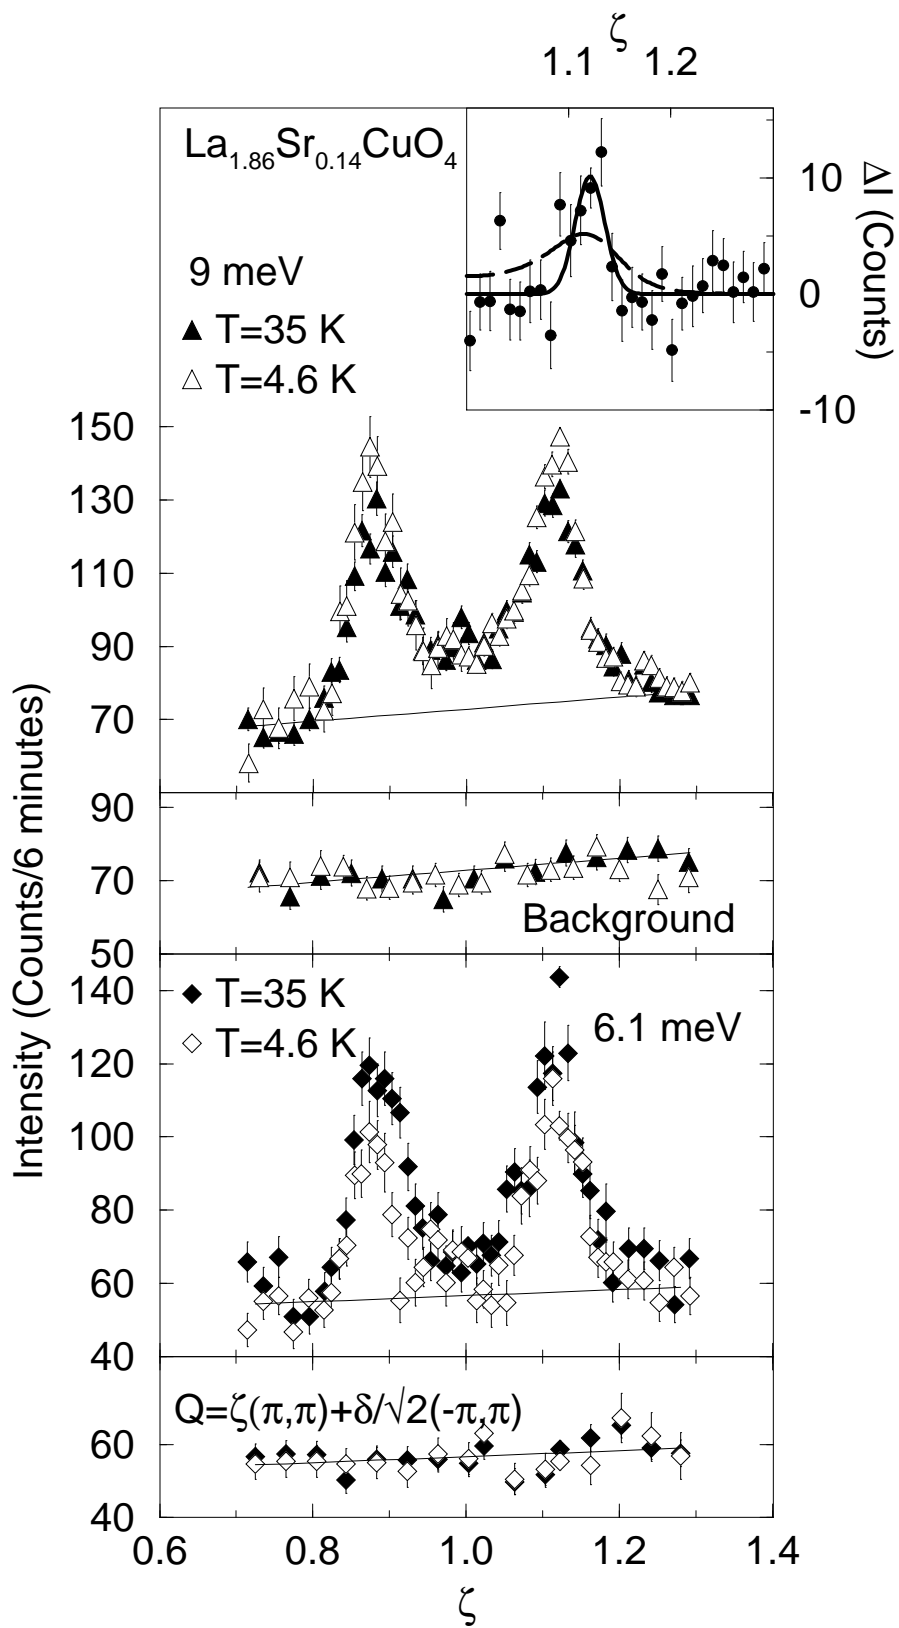 ζ
1.1 1.2
La1.86Sr0.14CuO4
10
0
-10
ΔI (Counts)
9 meV
T=35 K
T=4.6 K
150
130
110
90
70
90
70
50
Background
Intensity (Counts/6 minutes)
T=35 K
T=4.6 K
6.1 meV
140
120
100
80
60
40
Q=ζ(π,π)+δ/√2(-π,π)
60
40
0.6 0.8 1.0 1.2 1.4
ζ